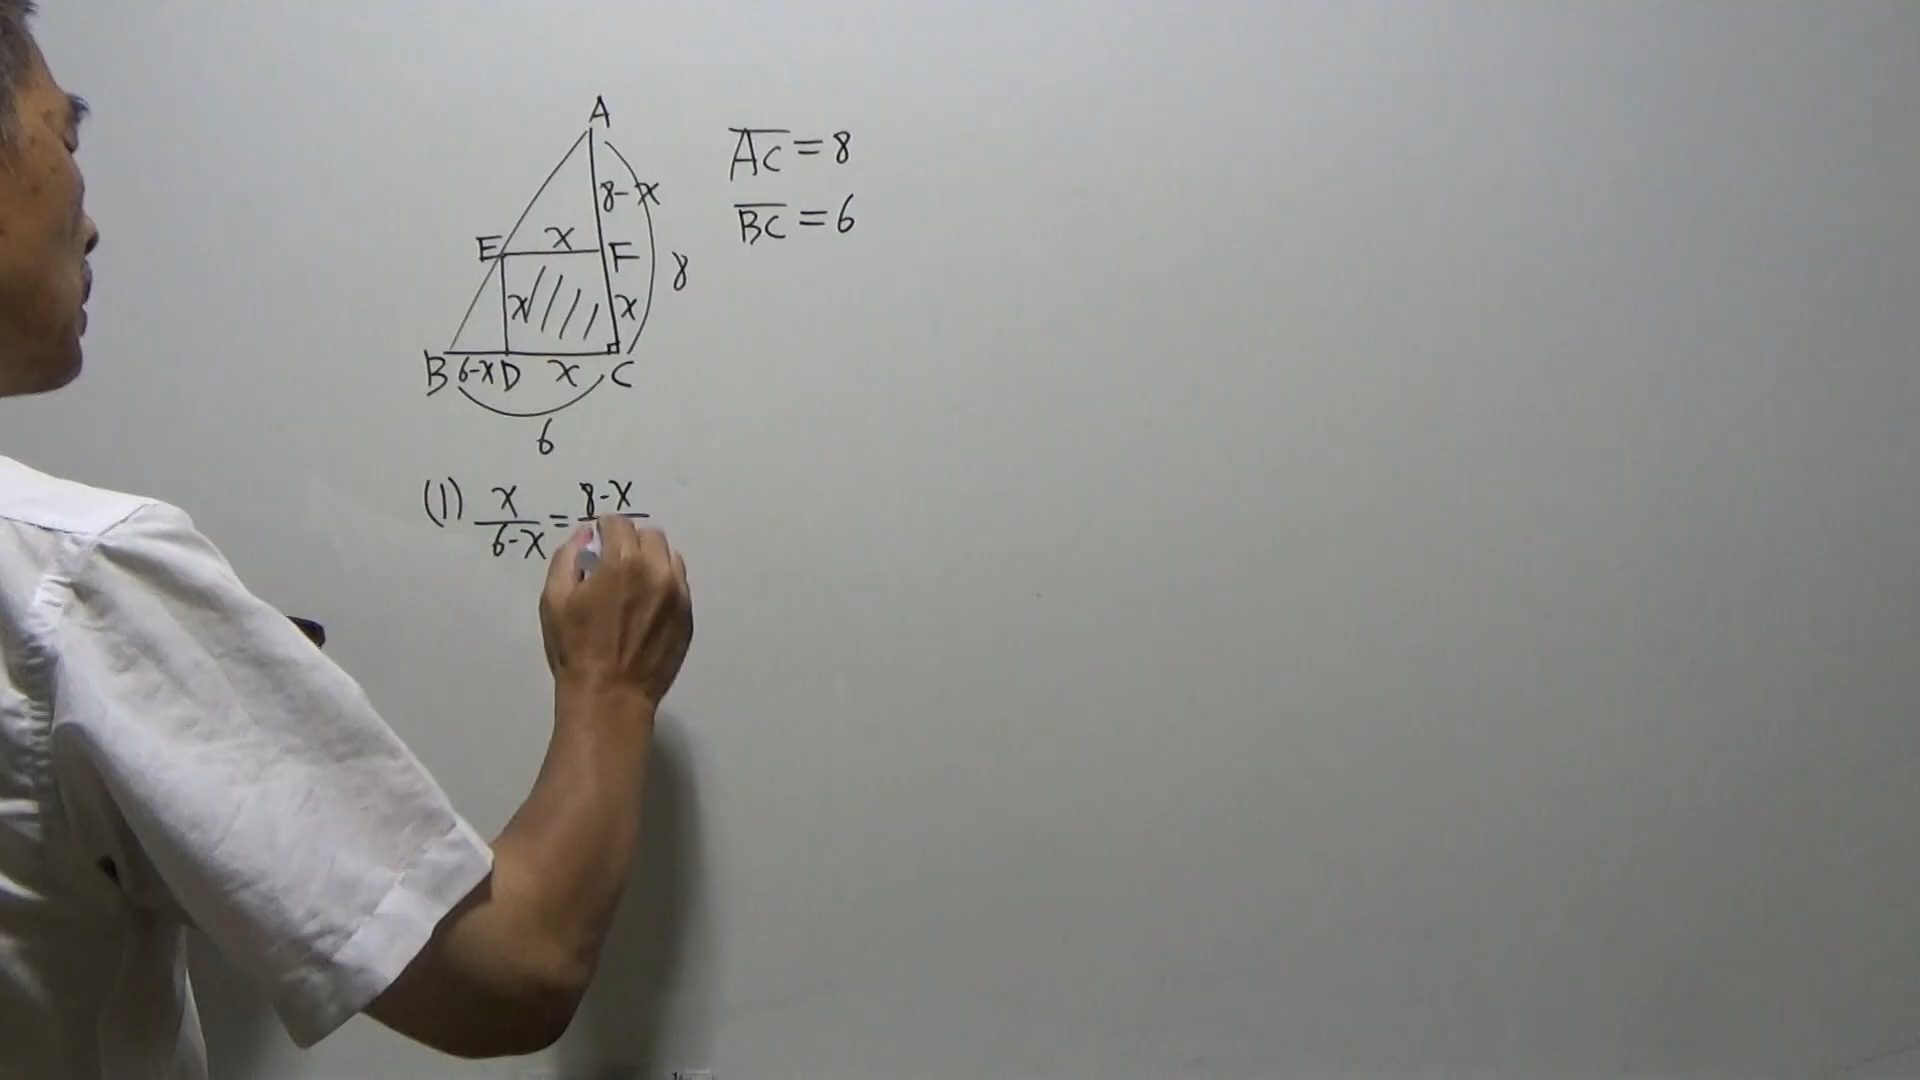 A
AC = 8
8-x
BC = 6
E x F
8
x x
B 6-x D x C
6
(1) x/6-x = 8-x/